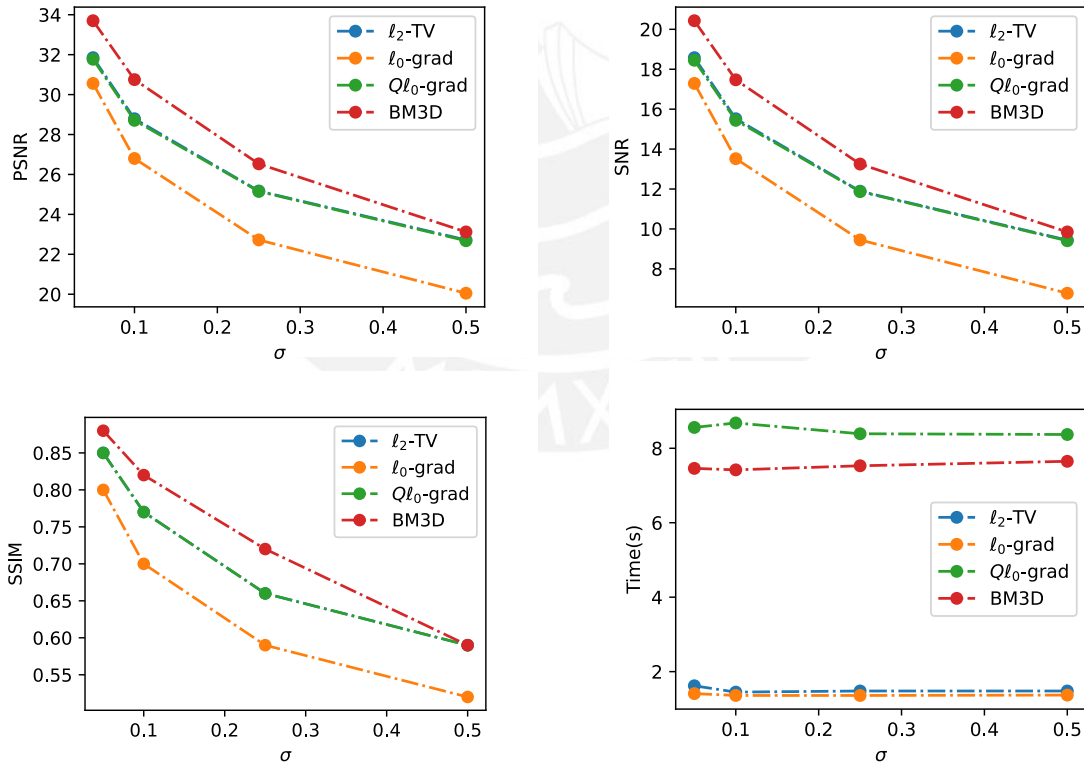 34
32
30
28
26
24
22
20
PSNR
0.1
0.2
0.3
0.4
0.5
σ
ℓ₂-TV
ℓ₀-grad
Qℓ₀-grad
BM3D
20
18
16
14
12
10
8
SNR
0.1
0.2
0.3
0.4
0.5
σ
ℓ₂-TV
ℓ₀-grad
Qℓ₀-grad
BM3D
0.85
0.80
0.75
0.70
0.65
0.60
0.55
SSIM
0.1
0.2
0.3
0.4
0.5
σ
ℓ₂-TV
ℓ₀-grad
Qℓ₀-grad
BM3D
8
6
4
2
Time(s)
0.1
0.2
0.3
0.4
0.5
σ
ℓ₂-TV
ℓ₀-grad
Qℓ₀-grad
BM3D